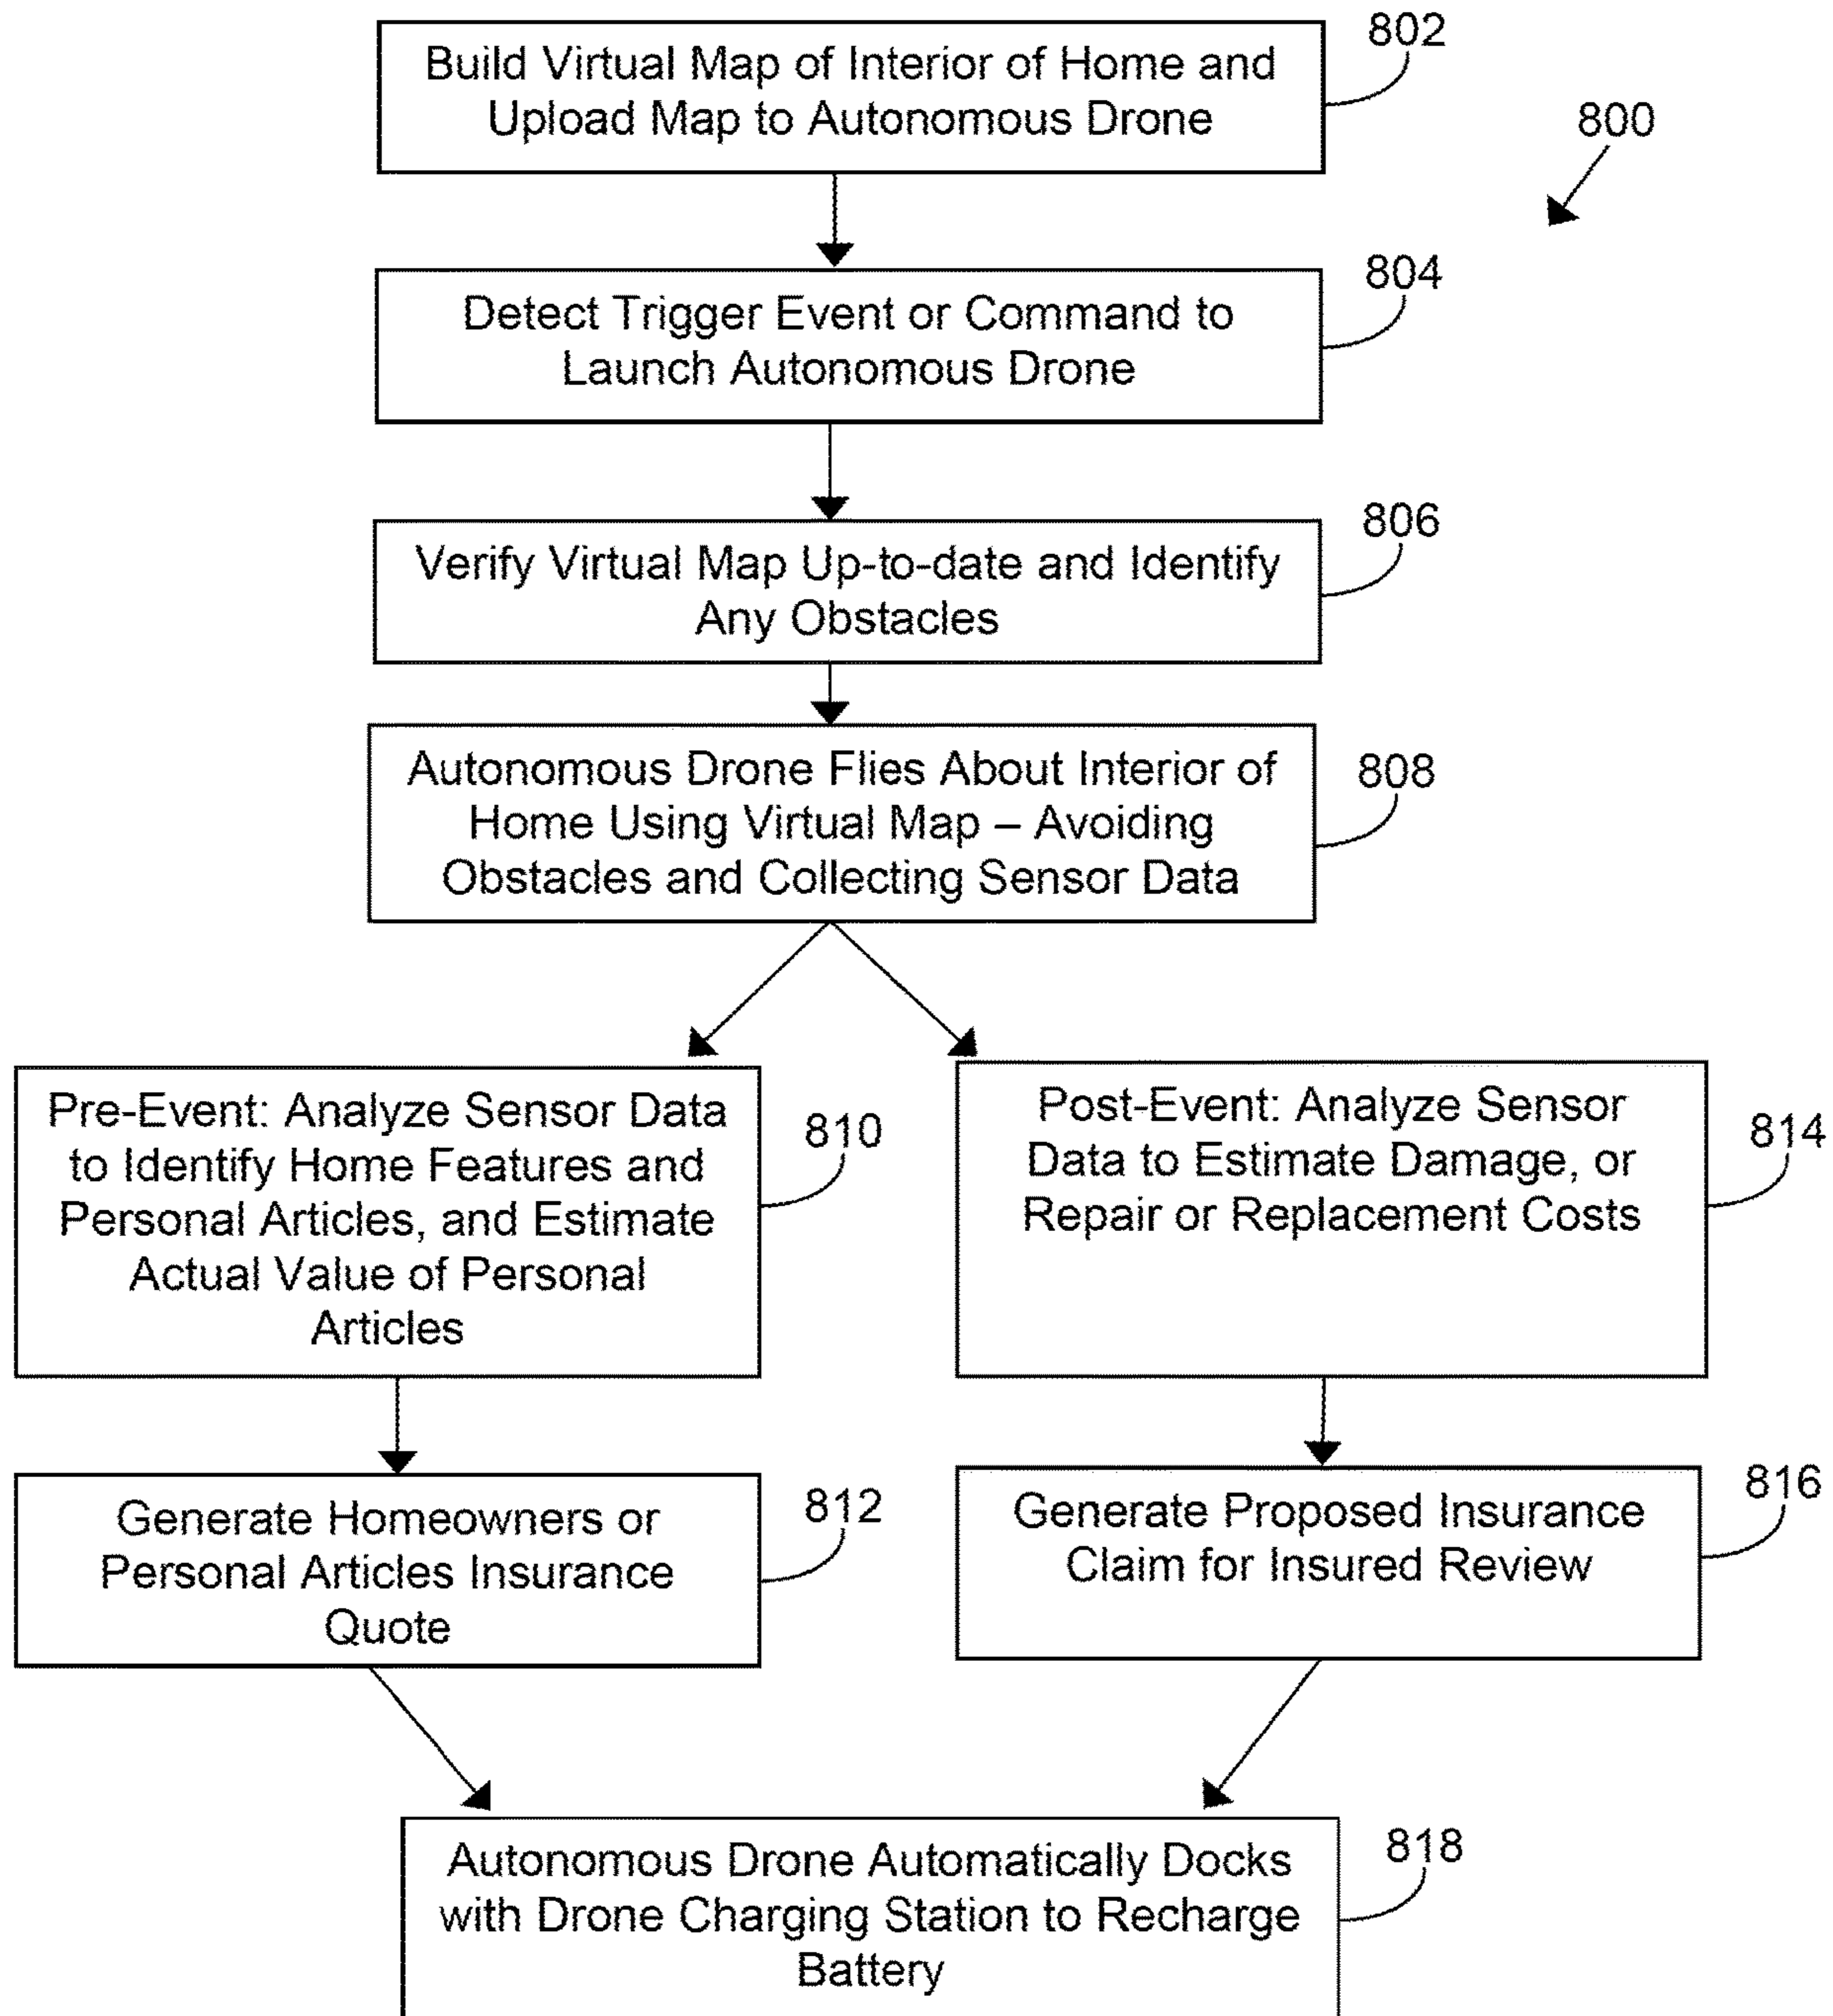 802
Build Virtual Map of Interior of Home and
Upload Map to Autonomous Drone
800
804
Detect Trigger Event or Command to
Launch Autonomous Drone
806
Verify Virtual Map Up-to-date and Identify
Any Obstacles
808
Autonomous Drone Flies About Interior of
Home Using Virtual Map – Avoiding
Obstacles and Collecting Sensor Data
810
Pre-Event: Analyze Sensor Data
to Identify Home Features and
Personal Articles, and Estimate
Actual Value of Personal
Articles
814
Post-Event: Analyze Sensor
Data to Estimate Damage, or
Repair or Replacement Costs
812
Generate Homeowners or
Personal Articles Insurance
Quote
816
Generate Proposed Insurance
Claim for Insured Review
818
Autonomous Drone Automatically Docks
with Drone Charging Station to Recharge
Battery